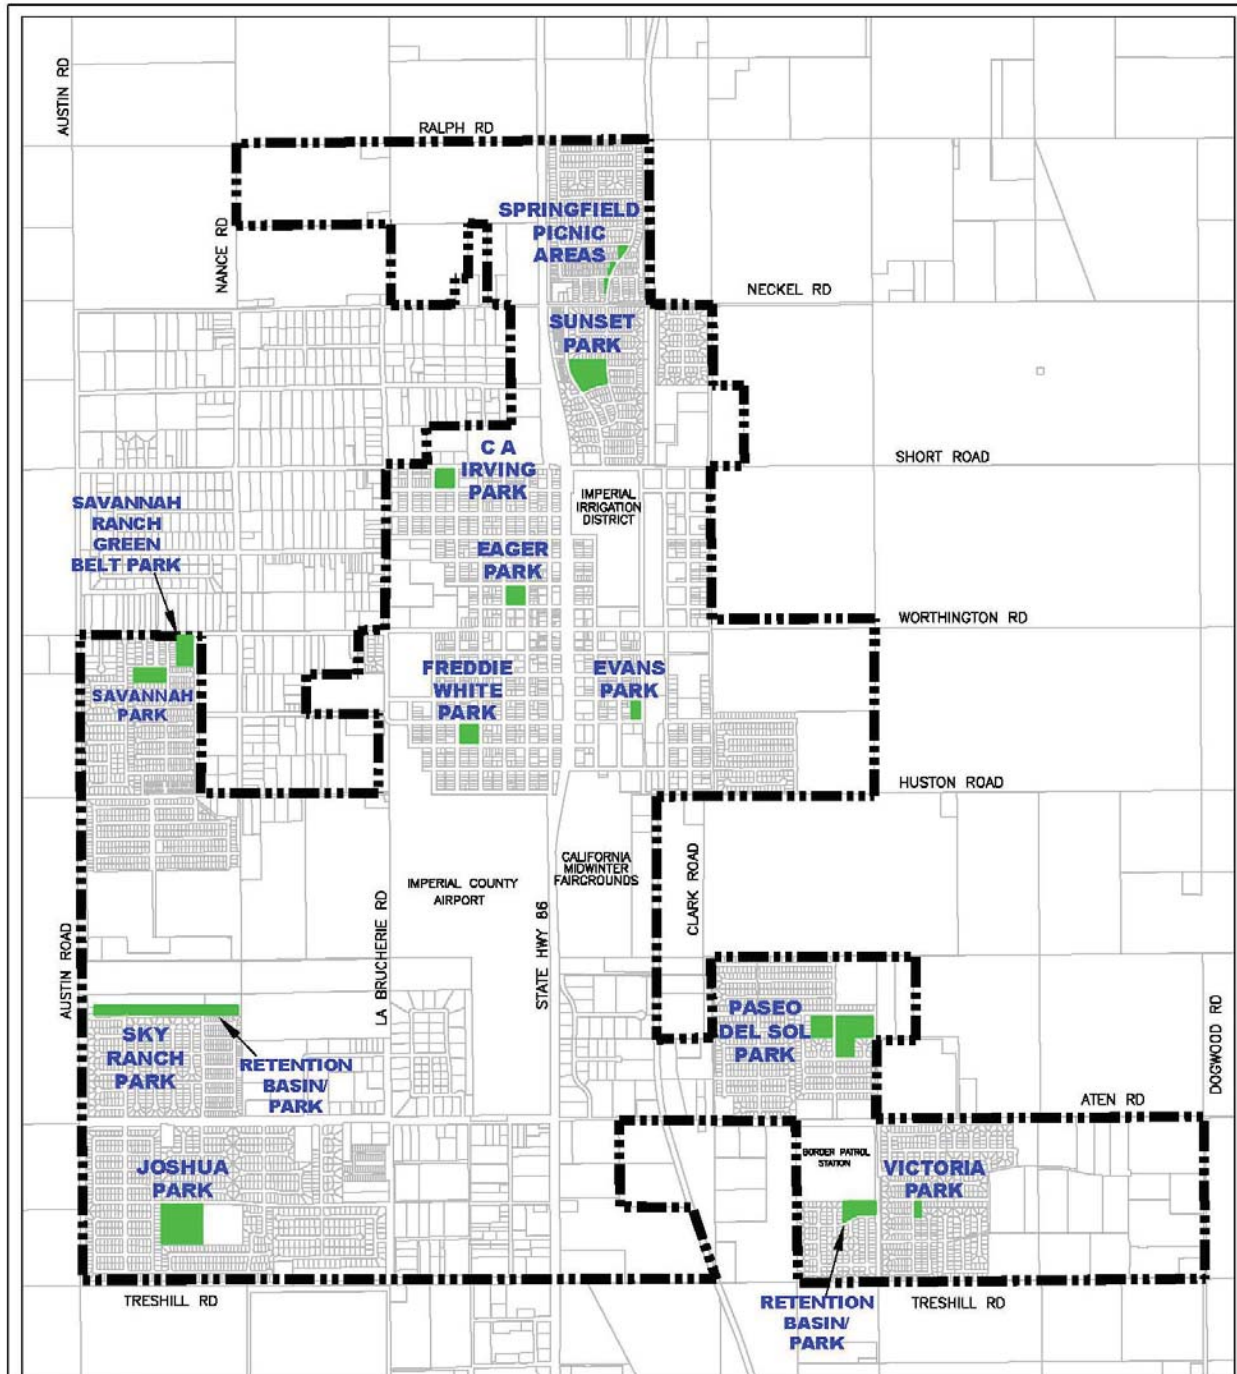 AUSTIN RD
RALPH RD
NANCE RD
SPRINGFIELD
PICNIC
AREAS
NECKEL RD
SUNSET
PARK
C A
IRVING
PARK
SHORT ROAD
IMPERIAL
IRRIGATION
DISTRICT
SAVANNAH
RANCH
GREEN
BELT PARK
EAGER
PARK
WORTHINGTON RD
FREDDIE
WHITE
PARK
EVANS
PARK
SAVANNAH
PARK
HUSTON ROAD
CALIFORNIA
MIDWINTER
FAIRGROUNDS
IMPERIAL COUNTY
AIRPORT
CLARK ROAD
AUSTIN ROAD
LA BRUCHERIE RD
STATE HWY 86
PASEO
DEL SOL
PARK
DOGWOOD RD
SKY
RANCH
PARK
RETENTION
BASIN/
PARK
ATEN RD
JOSHUA
PARK
BORDER PATROL
STATION
VICTORIA
PARK
TRESHILL RD
RETENTION
BASIN/
PARK
TRESHILL RD